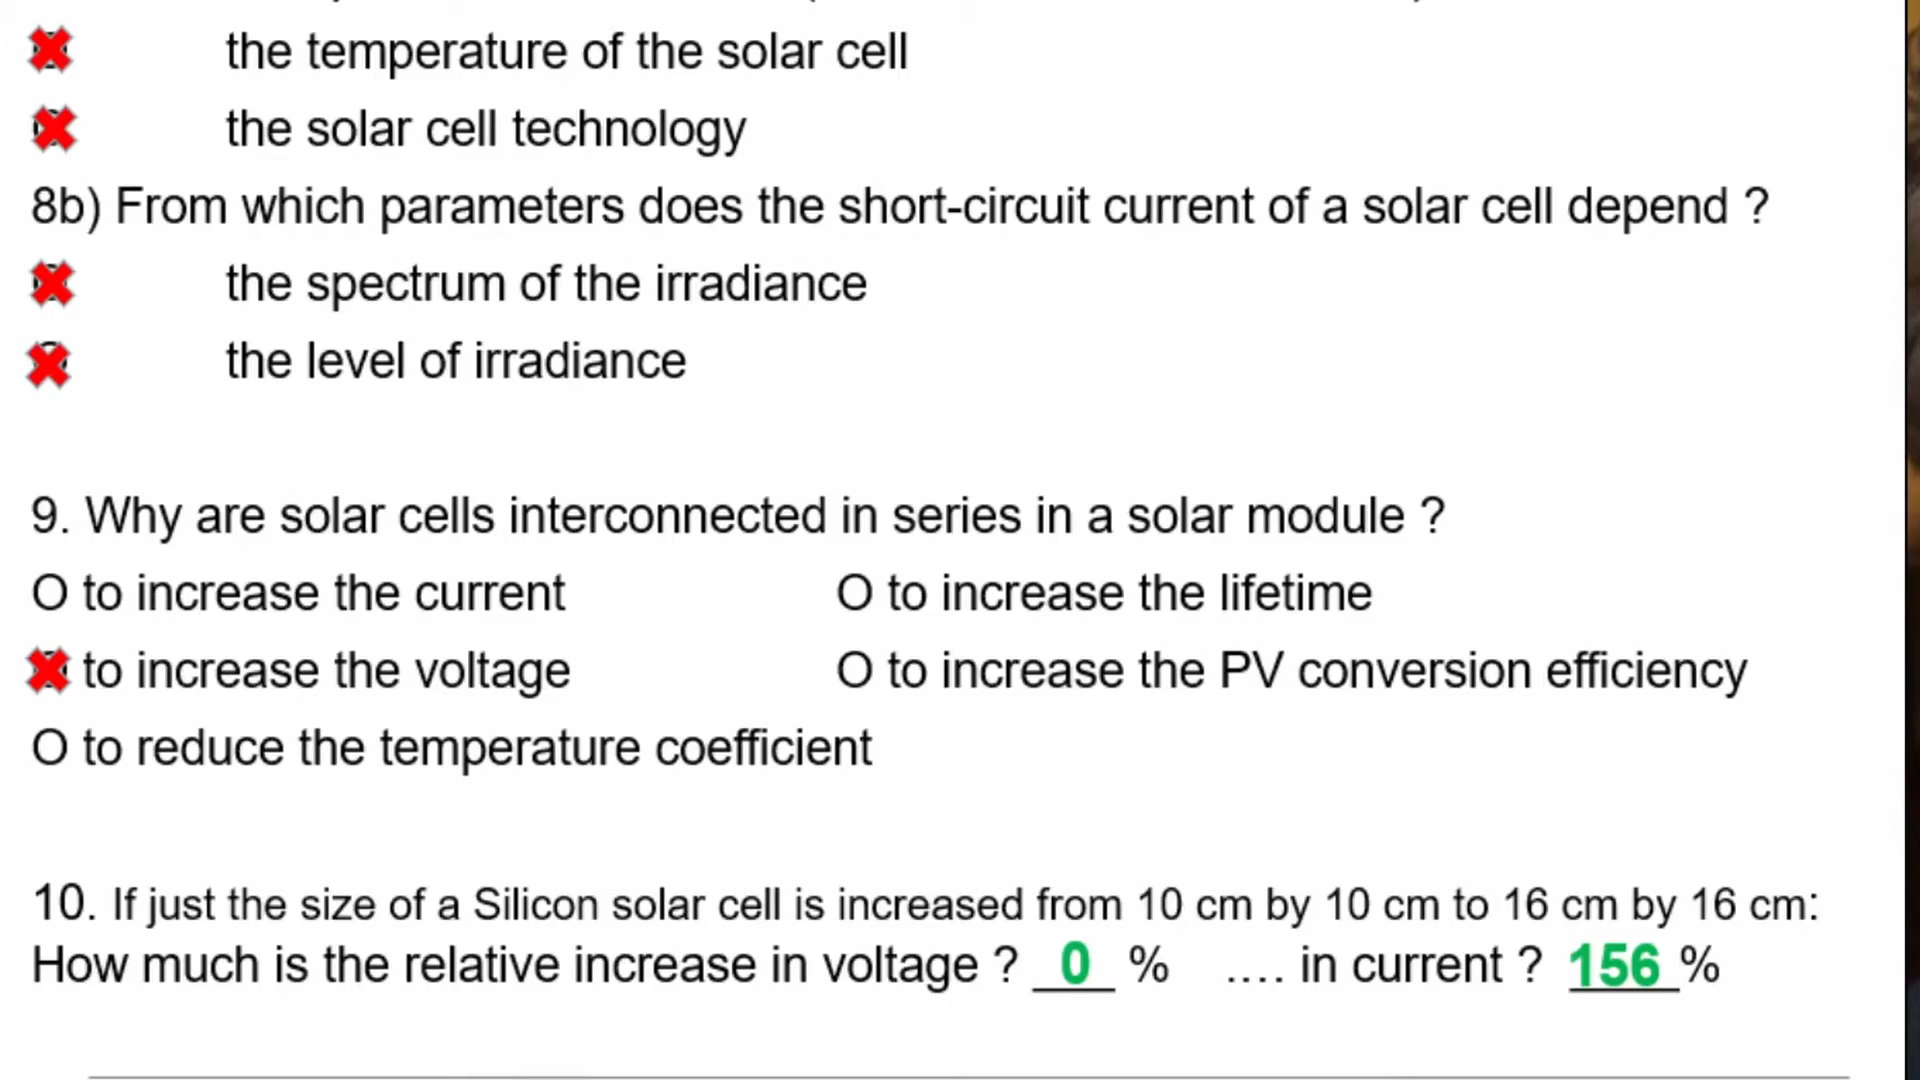 the temperature of the solar cell
the solar cell technology
8b) From which parameters does the short-circuit current of a solar cell depend ?
the spectrum of the irradiance
the level of irradiance
9. Why are solar cells interconnected in series in a solar module ?
O to increase the current O to increase the lifetime
to increase the voltage O to increase the PV conversion efficiency
O to reduce the temperature coefficient
10. If just the size of a Silicon solar cell is increased from 10 cm by 10 cm to 16 cm by 16 cm:
How much is the relative increase in voltage ? 0 % .... in current ? 156 %